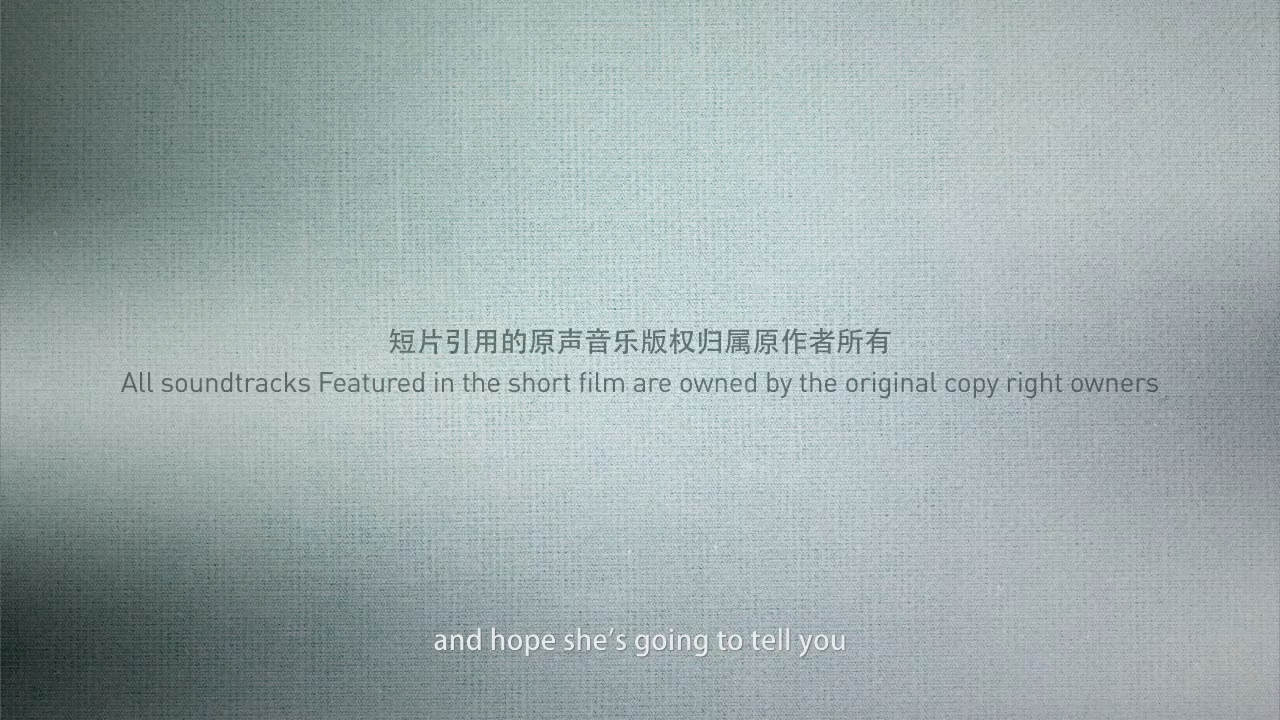 短片引用的原声音乐版权归属原作者所有
All soundtracks Featured in the short film are owned by the original copy right owners
and hope she's going to tell you